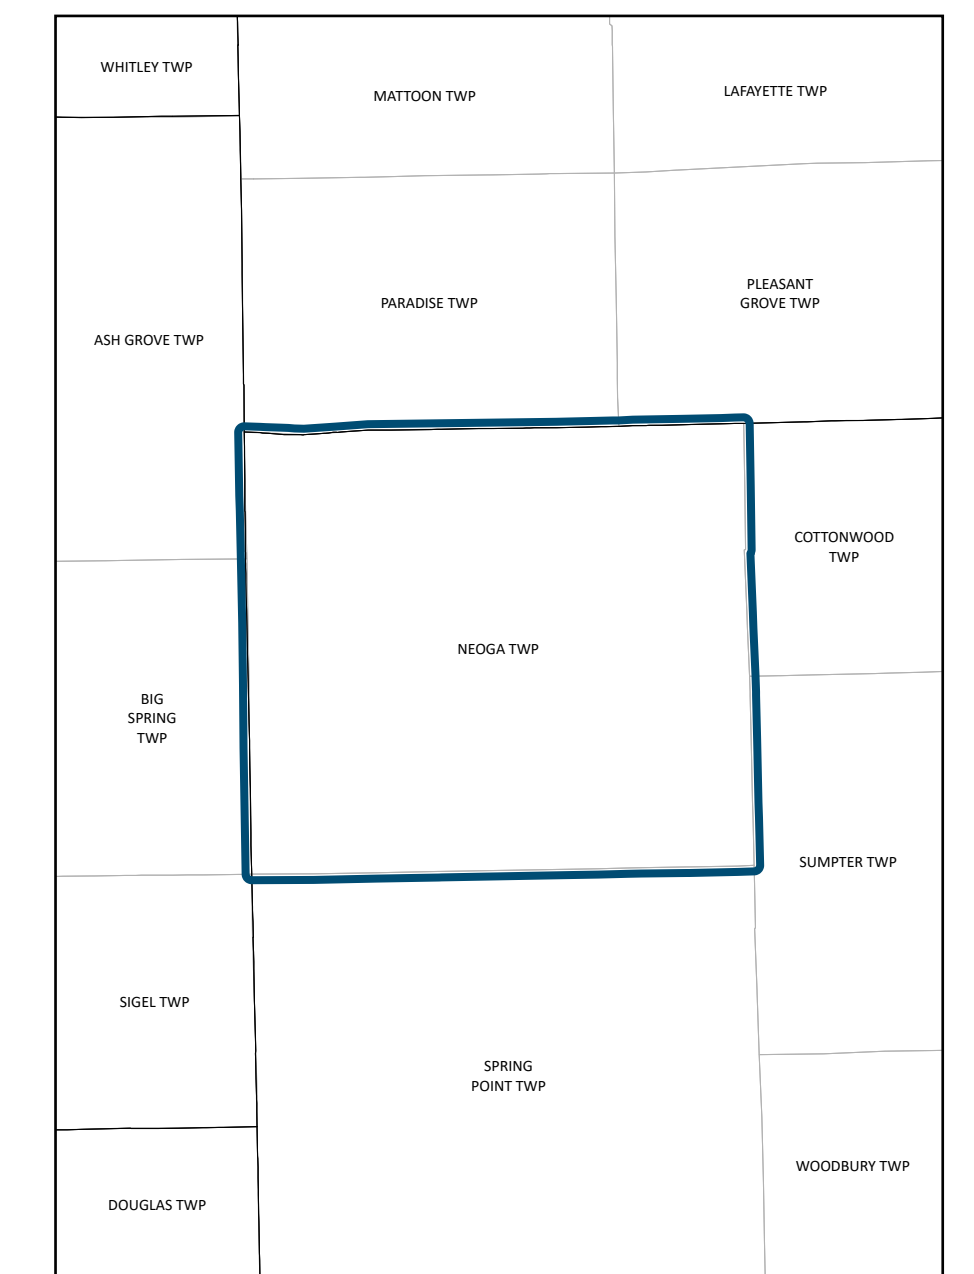 WHITLEY TWP
MATTOON TWP
LAFAYETTE TWP
PLEASANT
GROVE TWP
PARADISE TWP
ASH GROVE TWP
COTTONWOOD
TWP
NEOGA TWP
BIG
SPRING
TWP
SUMPTER TWP
SIGEL TWP
SPRING
POINT TWP
WOODBURY TWP
DOUGLAS TWP